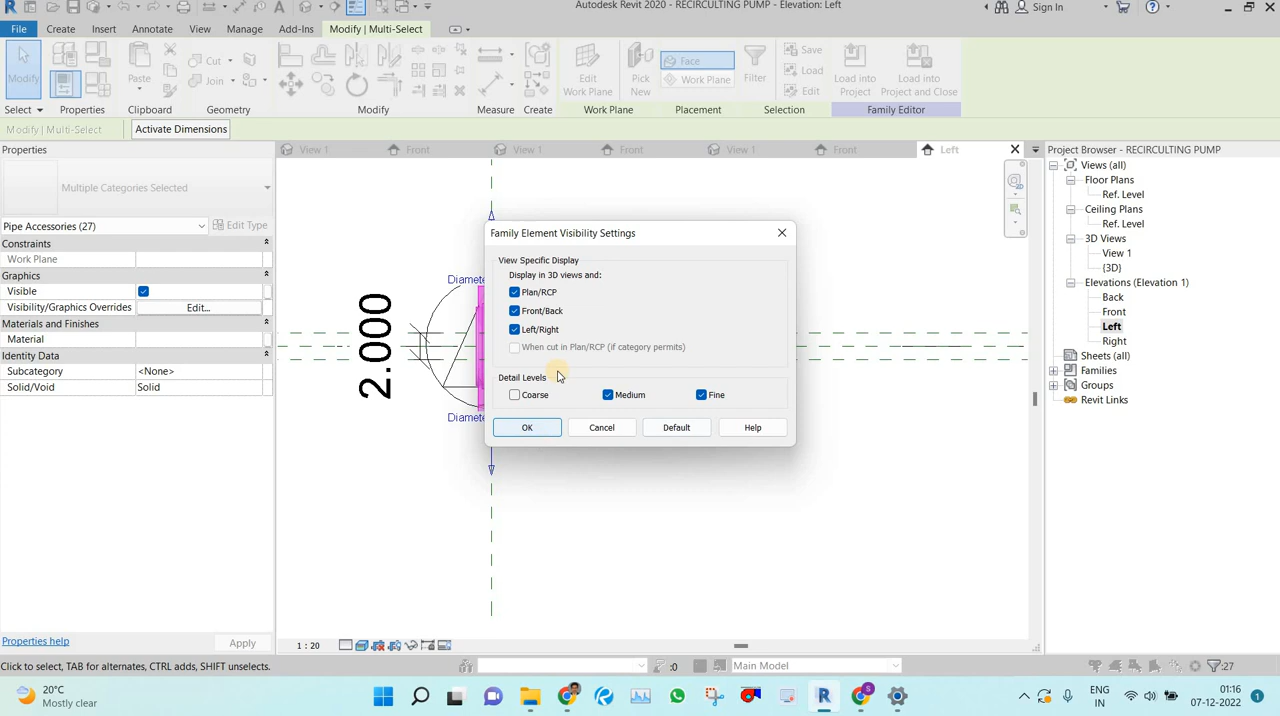 Autodesk Revit 2020 - RECIRCULTING PUMP - Elevation: Left
Sign In
File Create Insert Annotate View Manage Add-Ins Modify | Multi-Select
Modify Paste Cut Join Edit Work Plane Pick New Face Work Plane Filter Save Load Edit Load into Project Load into Project and Close
Select Properties Clipboard Geometry Modify Measure Create Work Plane Placement Selection Family Editor
Modify | Multi-Select Activate Dimensions
Properties
Multiple Categories Selected
Pipe Accessories (27) Edit Type
Constraints
Work Plane
Graphics
Visible
Visibility/Graphics Overrides Edit...
Materials and Finishes
Material
Identity Data
Subcategory <None>
Solid/Void Solid
Properties help Apply
View 1 Front View 1 Front View 1 Front Left
2.000
Diamete
Diamete
Family Element Visibility Settings
View Specific Display
Display in 3D views and:
Plan/RCP
Front/Back
Left/Right
When cut in Plan/RCP (if category permits)
Detail Levels
Coarse Medium Fine
OK Cancel Default Help
Project Browser - RECIRCULTING PUMP
Views (all)
Floor Plans
Ref. Level
Ceiling Plans
Ref. Level
3D Views
View 1
{3D}
Elevations (Elevation 1)
Back
Front
Left
Right
Sheets (all)
Families
Groups
Revit Links
1 : 20
Click to select, TAB for alternates, CTRL adds, SHIFT unselects. :0 Main Model :27
20°C
Mostly clear
ENG
IN
01:16
07-12-2022
1